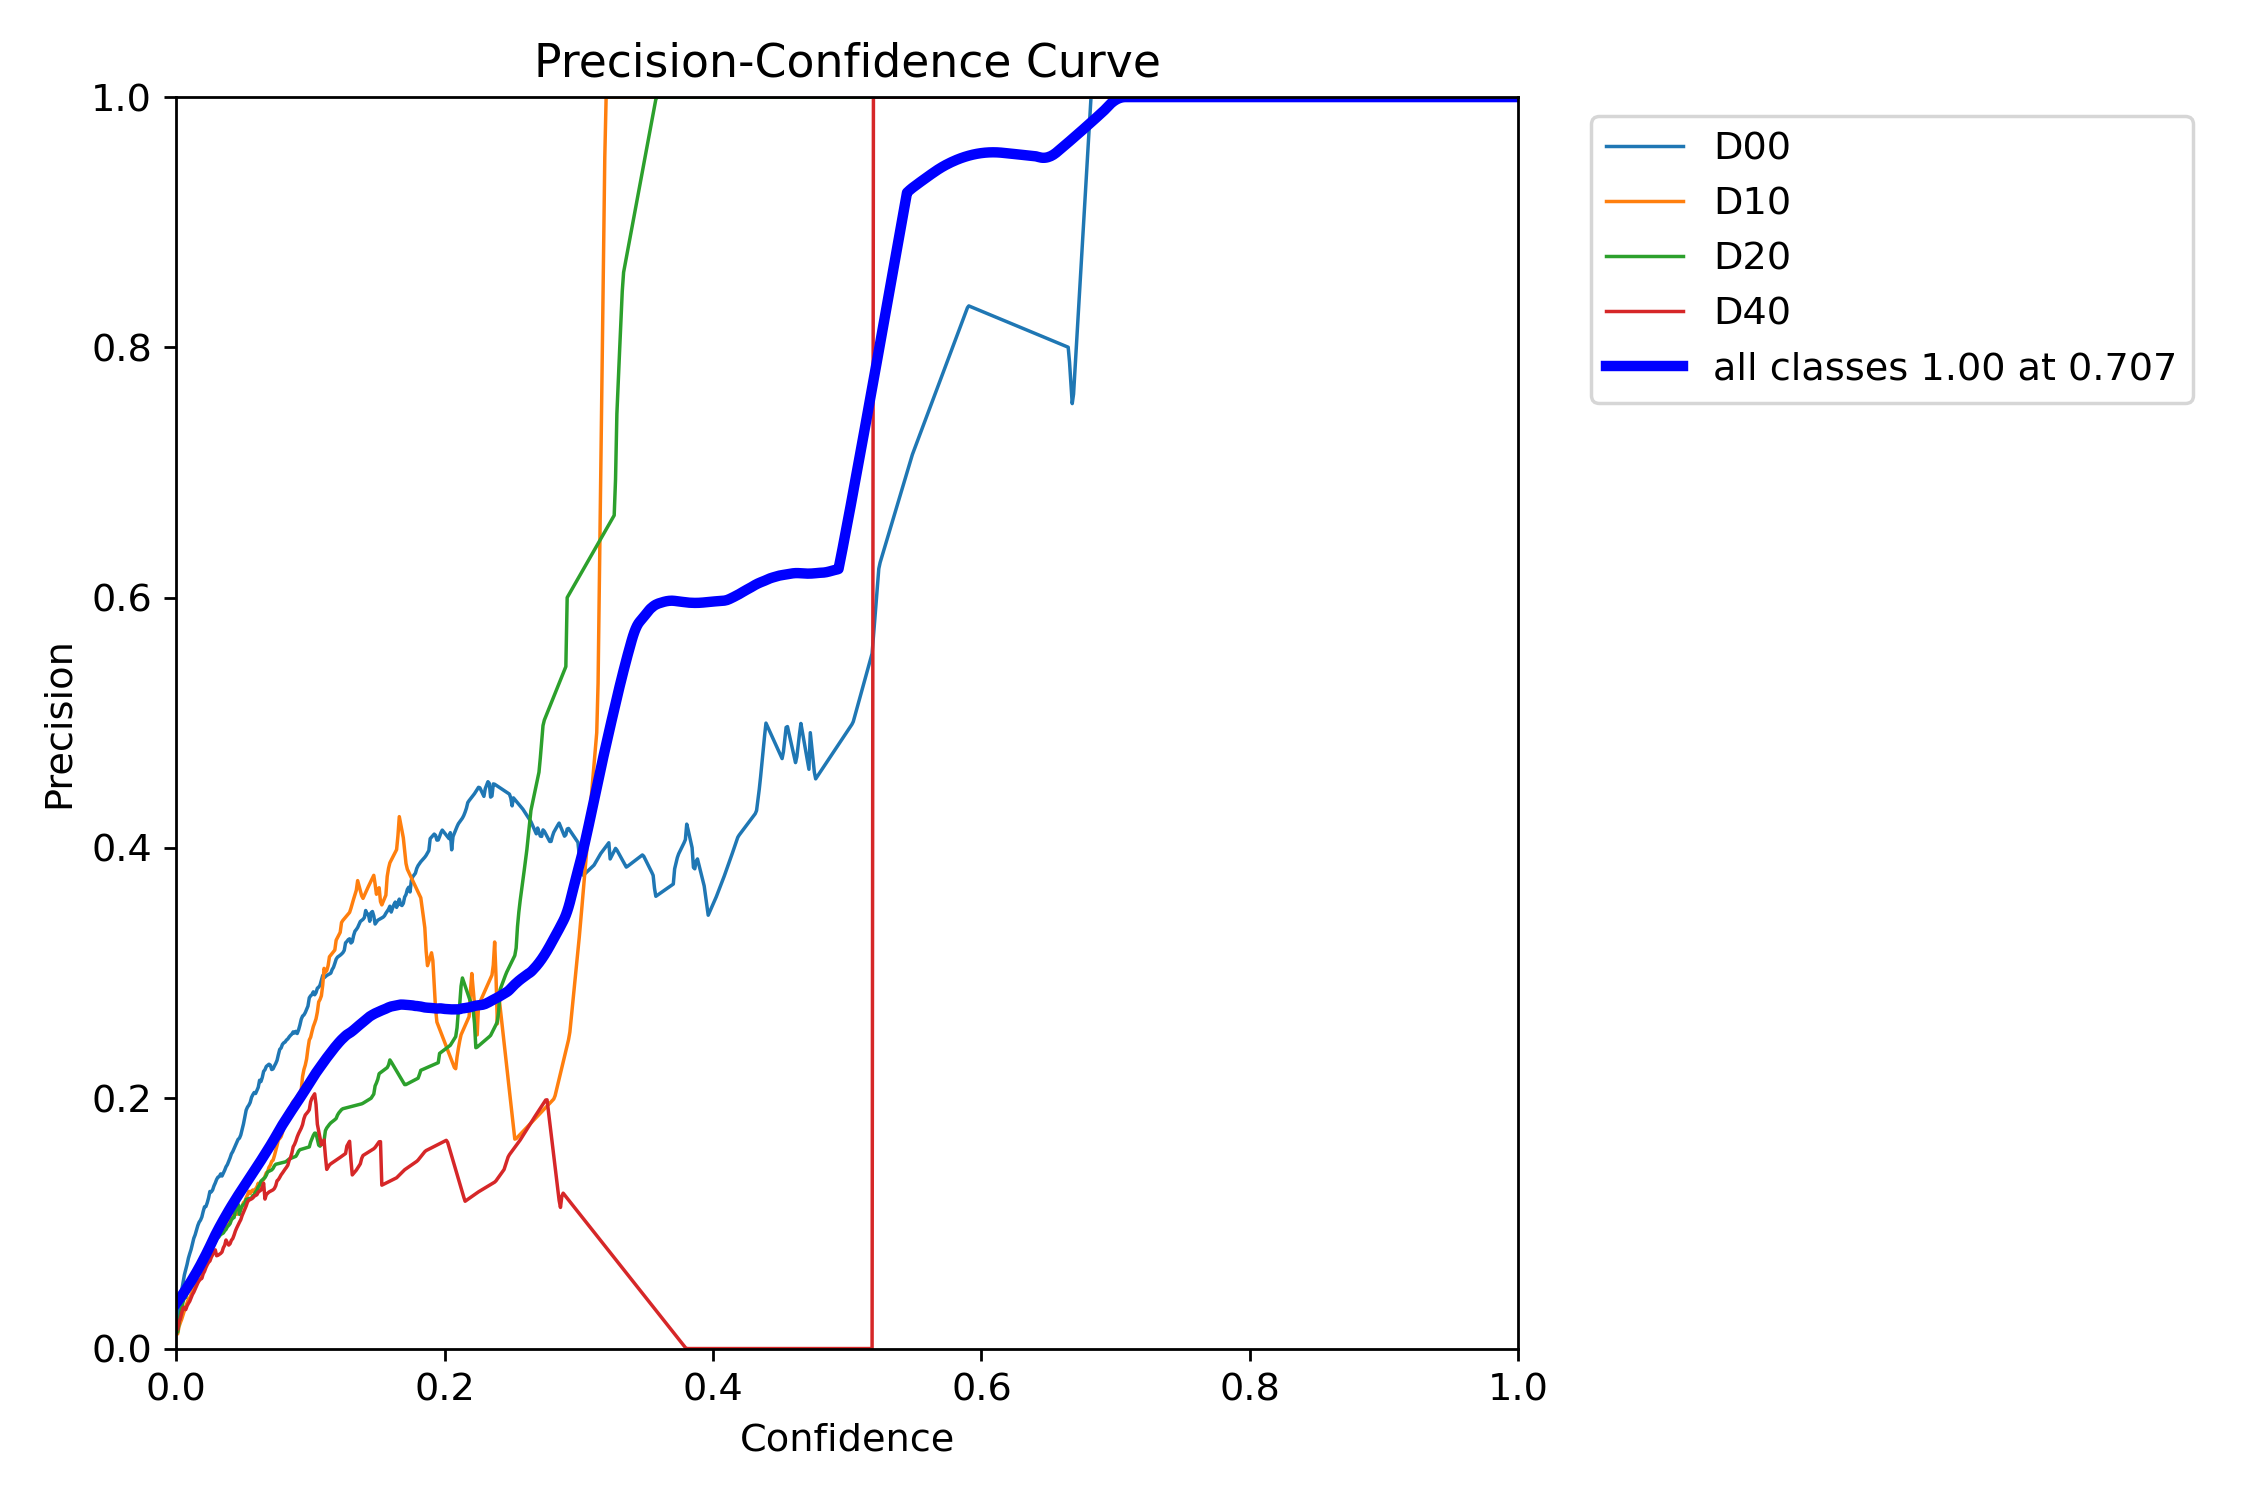 Precision-Confidence Curve
1.0
0.8
0.6
0.4
0.2
0.0
Precision
0.0 0.2 0.4 0.6 0.8 1.0
Confidence
D00
D10
D20
D40
all classes 1.00 at 0.707